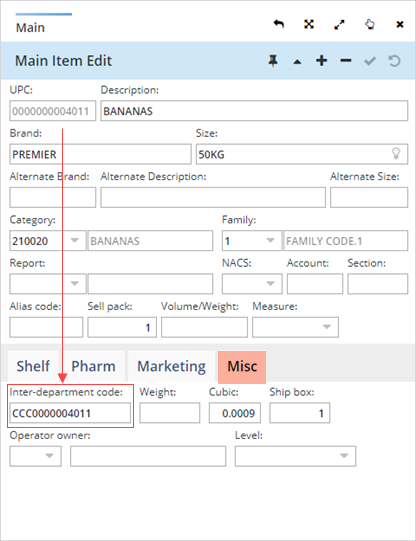 Main
Main Item Edit
UPC: Description:
0000000004011 BANANAS
Brand: Size:
PREMIER 50KG
Alternate Brand: Alternate Description: Alternate Size:
Category: Family:
210020 BANANAS 1 FAMILY CODE.1
Report: NACS: Account: Section:
Alias code: Sell pack: Volume/Weight: Measure:
1
Shelf Pharm Marketing Misc
Inter-department code: Weight: Cubic: Ship box:
CCC0000004011 0.0009 1
Operator owner: Level: